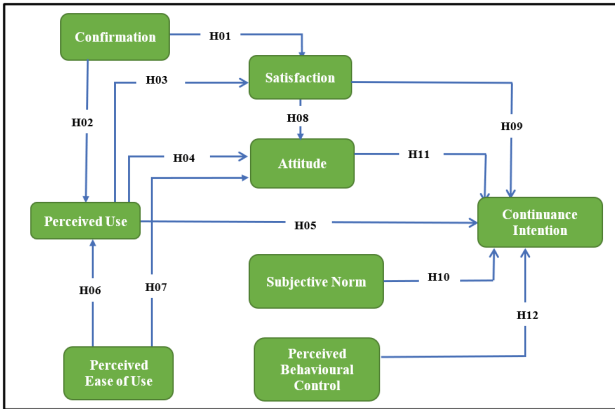 Confirmation
H01
H03
Satisfaction
H02
H08
H09
H04
H11
Attitude
Perceived Use
H05
Continuance
Intention
Subjective Norm
H10
H06
H07
H12
Perceived
Ease of Use
Perceived
Behavioural
Control